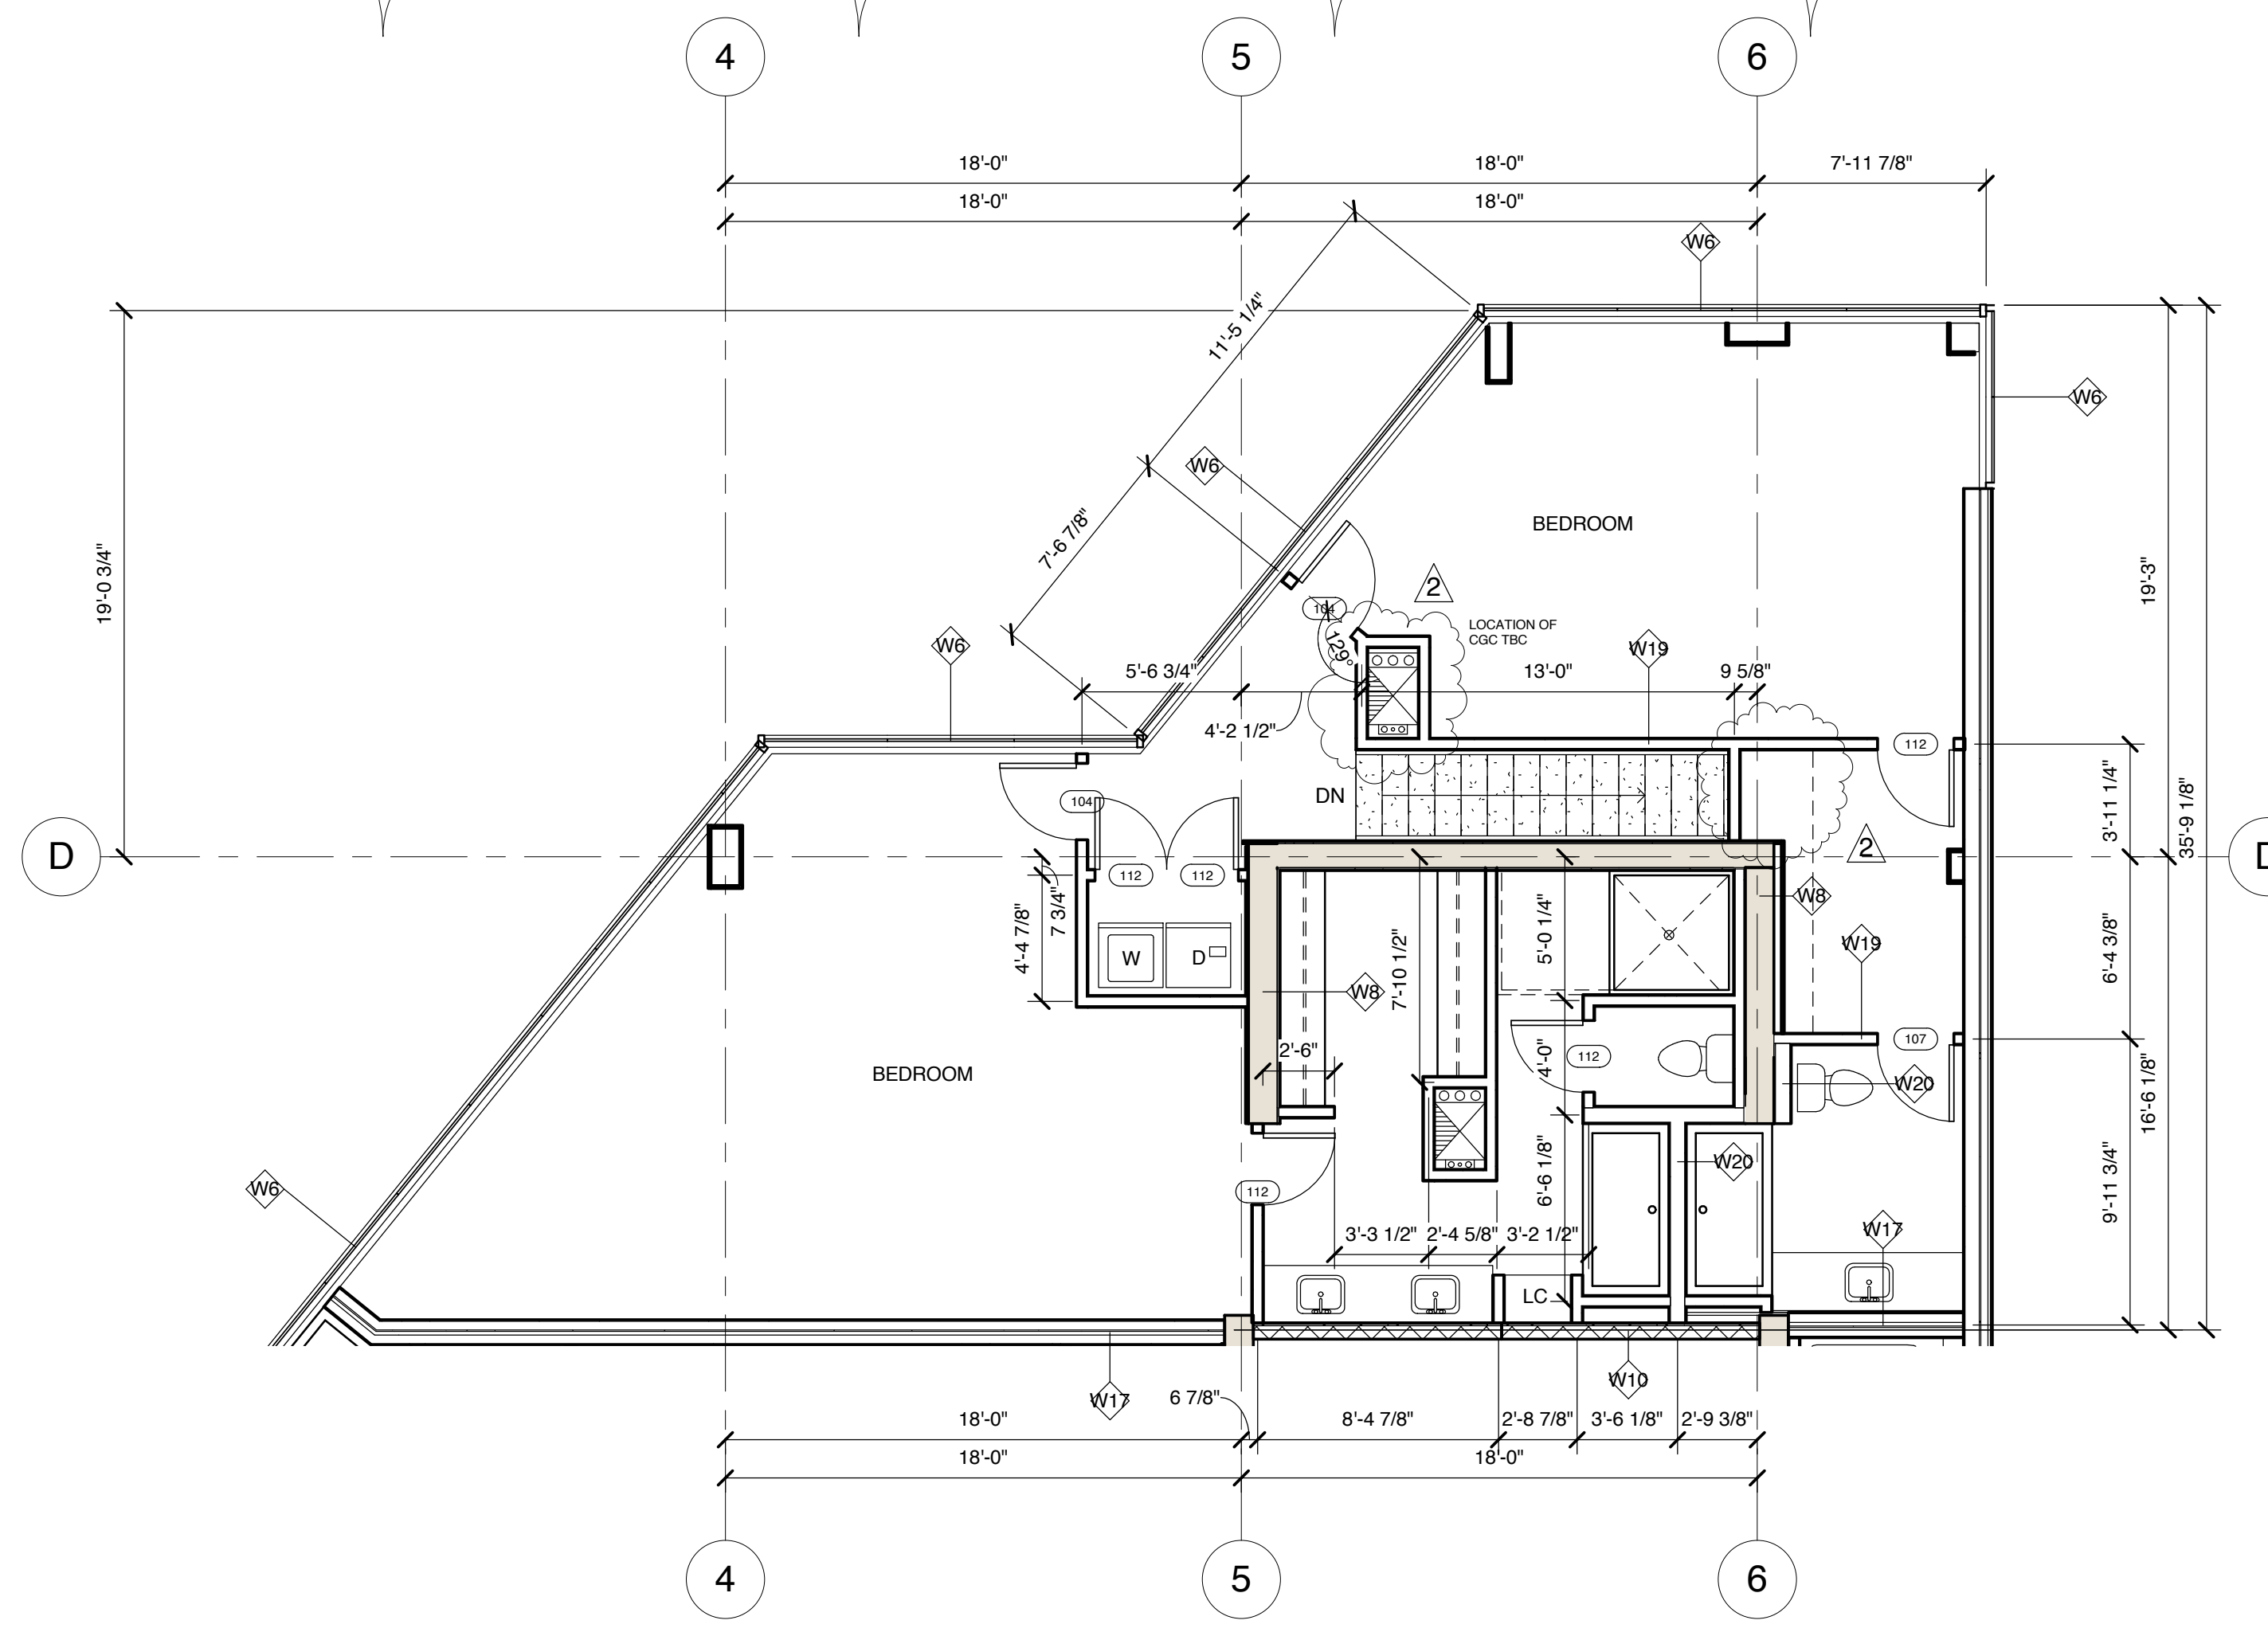 4
5
6
18'-0"
18'-0"
7'-11 7/8"
18'-0"
18'-0"
W6
11'-5 1/4"
W6
W6
7'-6 7/8"
BEDROOM
19'-0 3/4"
19'-3"
2
104
LOCATION OF
CGC TBC
129°
W6
W19
5'-6 3/4"
13'-0"
9 5/8"
4'-2 1/2"
112
DN
104
3'-11 1/4"
35'-9 1/8"
2
D
112
112
W8
7 3/4"
4'-4 7/8"
W
D
W8
7'-10 1/2"
5'-0 1/4"
W19
6'-4 3/8"
2'-6"
4'-0"
112
107
BEDROOM
W20
16'-6 1/8"
W6
112
6'-6 1/8"
W20
9'-11 3/4"
3'-3 1/2"
2'-4 5/8"
3'-2 1/2"
W17
LC
W17
6 7/8"
W10
18'-0"
8'-4 7/8"
2'-8 7/8"
3'-6 1/8"
2'-9 3/8"
18'-0"
18'-0"
4
5
6